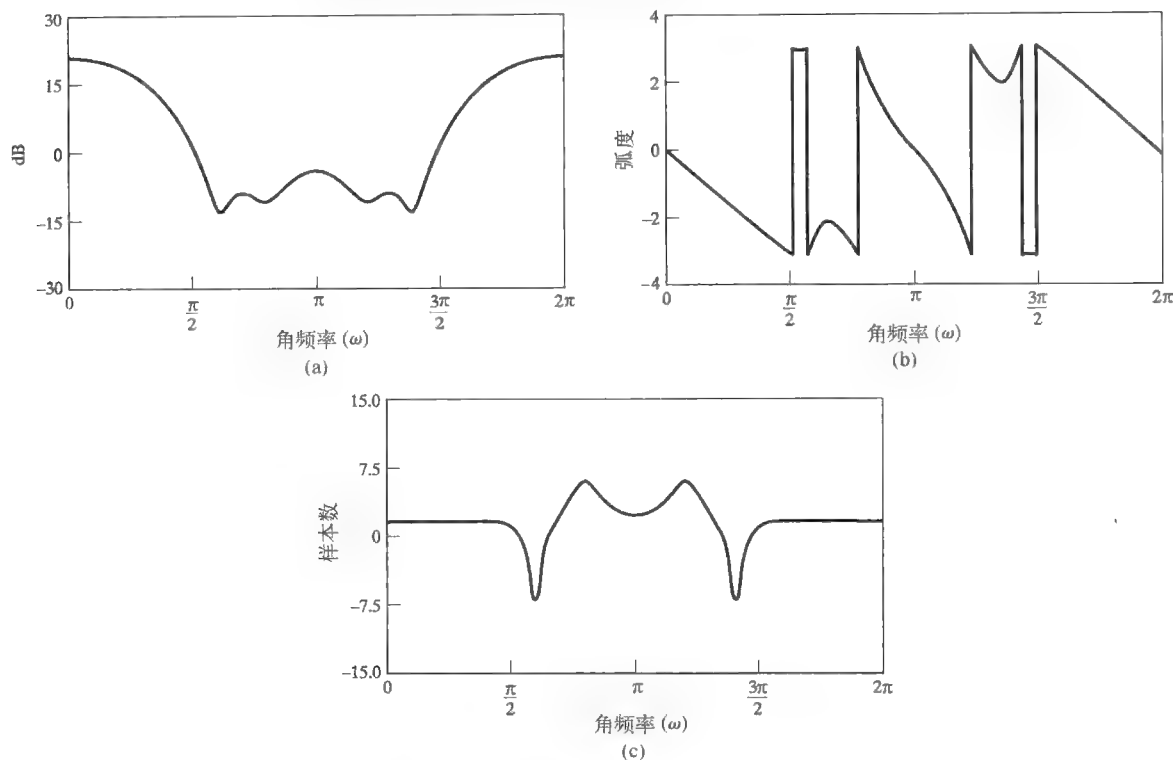 30
15
0
-15
-30
dB
0
π/2
π
3π/2
2π
角频率 (ω)
(a)
4
2
0
-2
-4
弧度
0
π/2
π
3π/2
2π
角频率 (ω)
(b)
15.0
7.5
0
-7.5
-15.0
样本数
0
π/2
π
3π/2
2π
角频率 (ω)
(c)